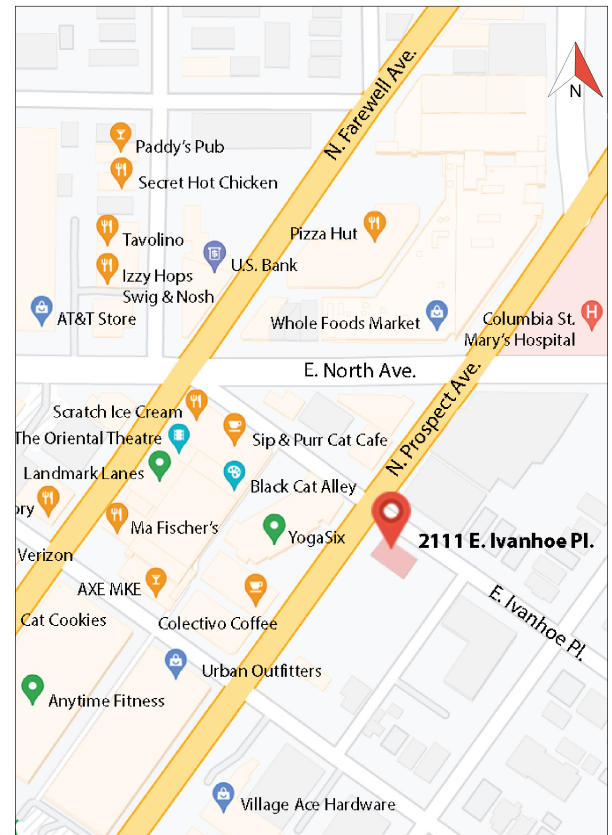 N. Farewell Ave.
N
Paddy's Pub
Secret Hot Chicken
Tavolino
Pizza Hut
Izzy Hops
Swig & Nosh
U.S. Bank
AT&T Store
Whole Foods Market
Columbia St.
Mary's Hospital
H
E. North Ave.
N. Prospect Ave.
Scratch Ice Cream
The Oriental Theatre
Sip & Purr Cat Cafe
Landmark Lanes
Black Cat Alley
ory
Ma Fischer's
YogaSix
2111 E. Ivanhoe Pl.
Verizon
AXE MKE
E. Ivanhoe Pl.
Cat Cookies
Colectivo Coffee
Urban Outfitters
Anytime Fitness
Village Ace Hardware